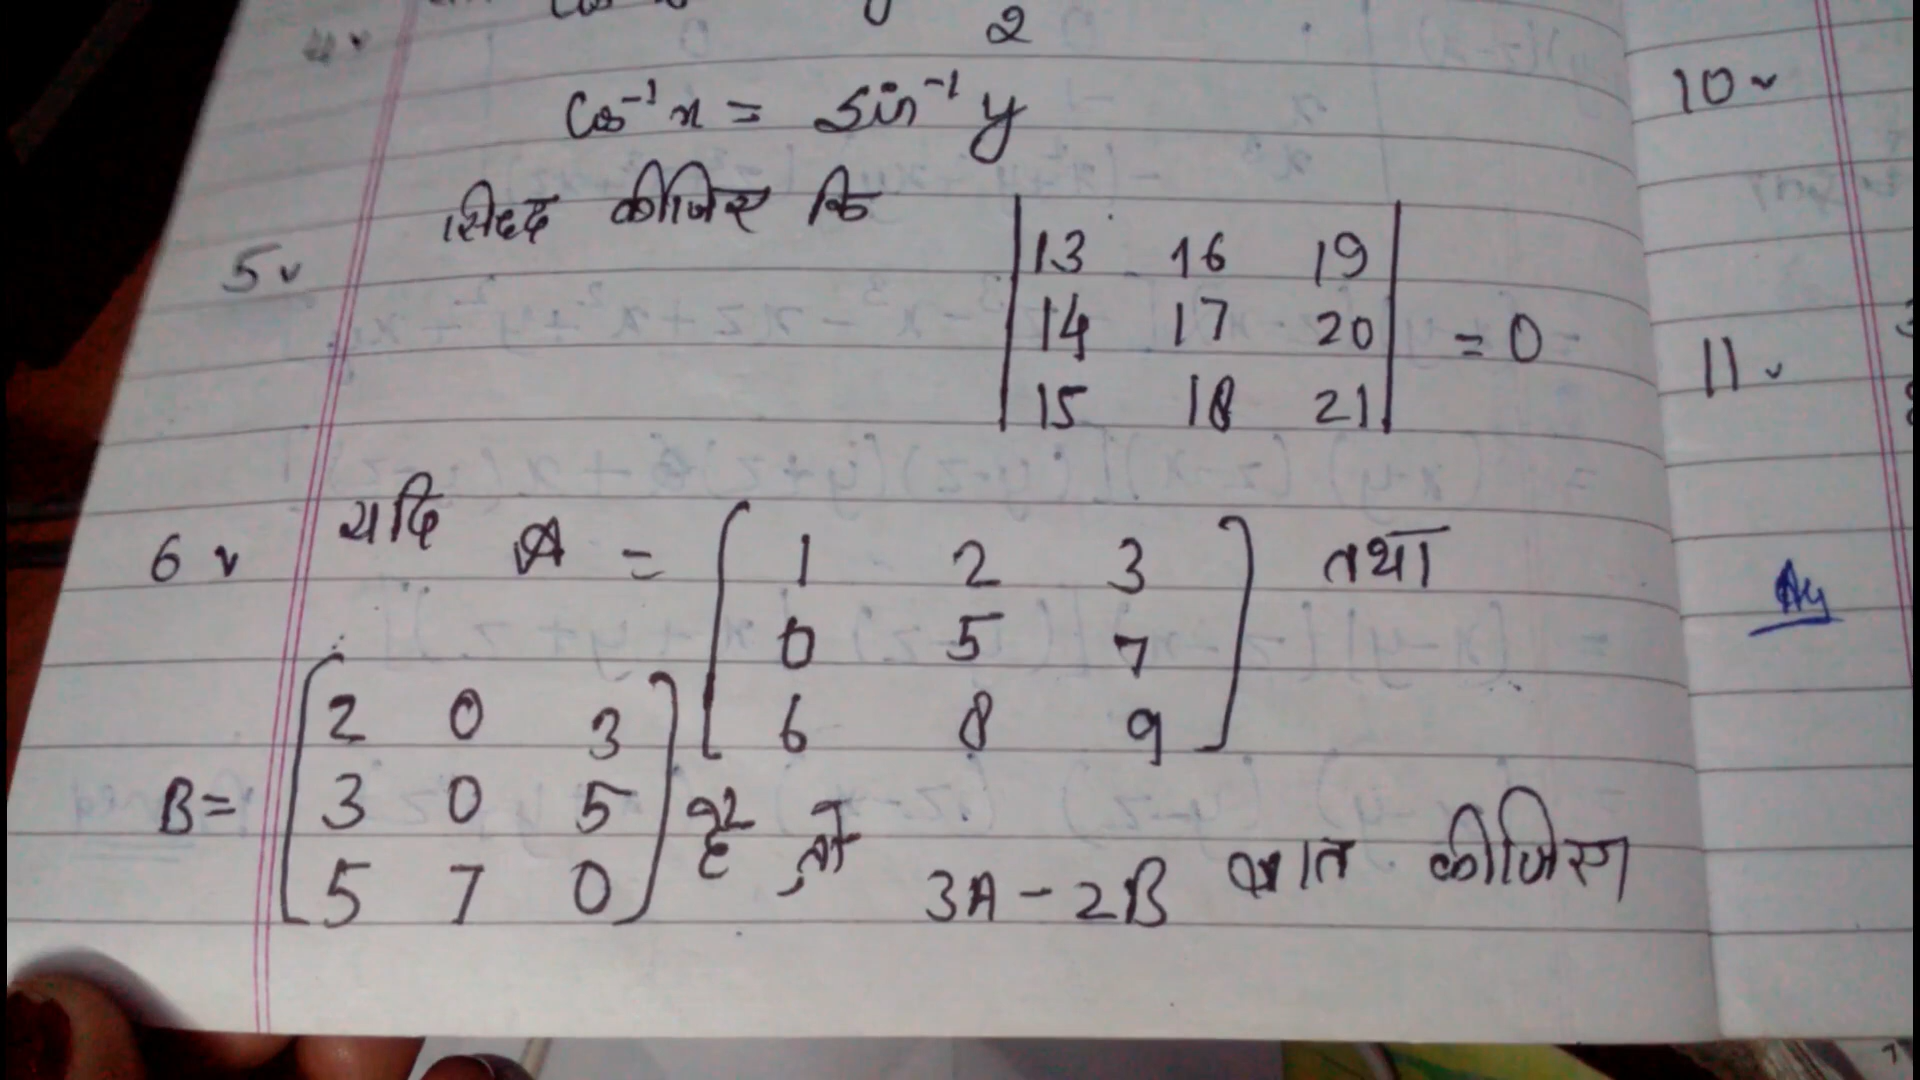 4.
2
Cos⁻¹x = Sin⁻¹y
5. सिद्द कीजिए कि
13 16 19
14 17 20 = 0
15 18 21
6. यदि A = तथा
1 2 3
0 5 7
6 8 9
B =
2 0 3
3 0 5
5 7 0
है तो 3A - 2B ज्ञात कीजिए
10.
11.